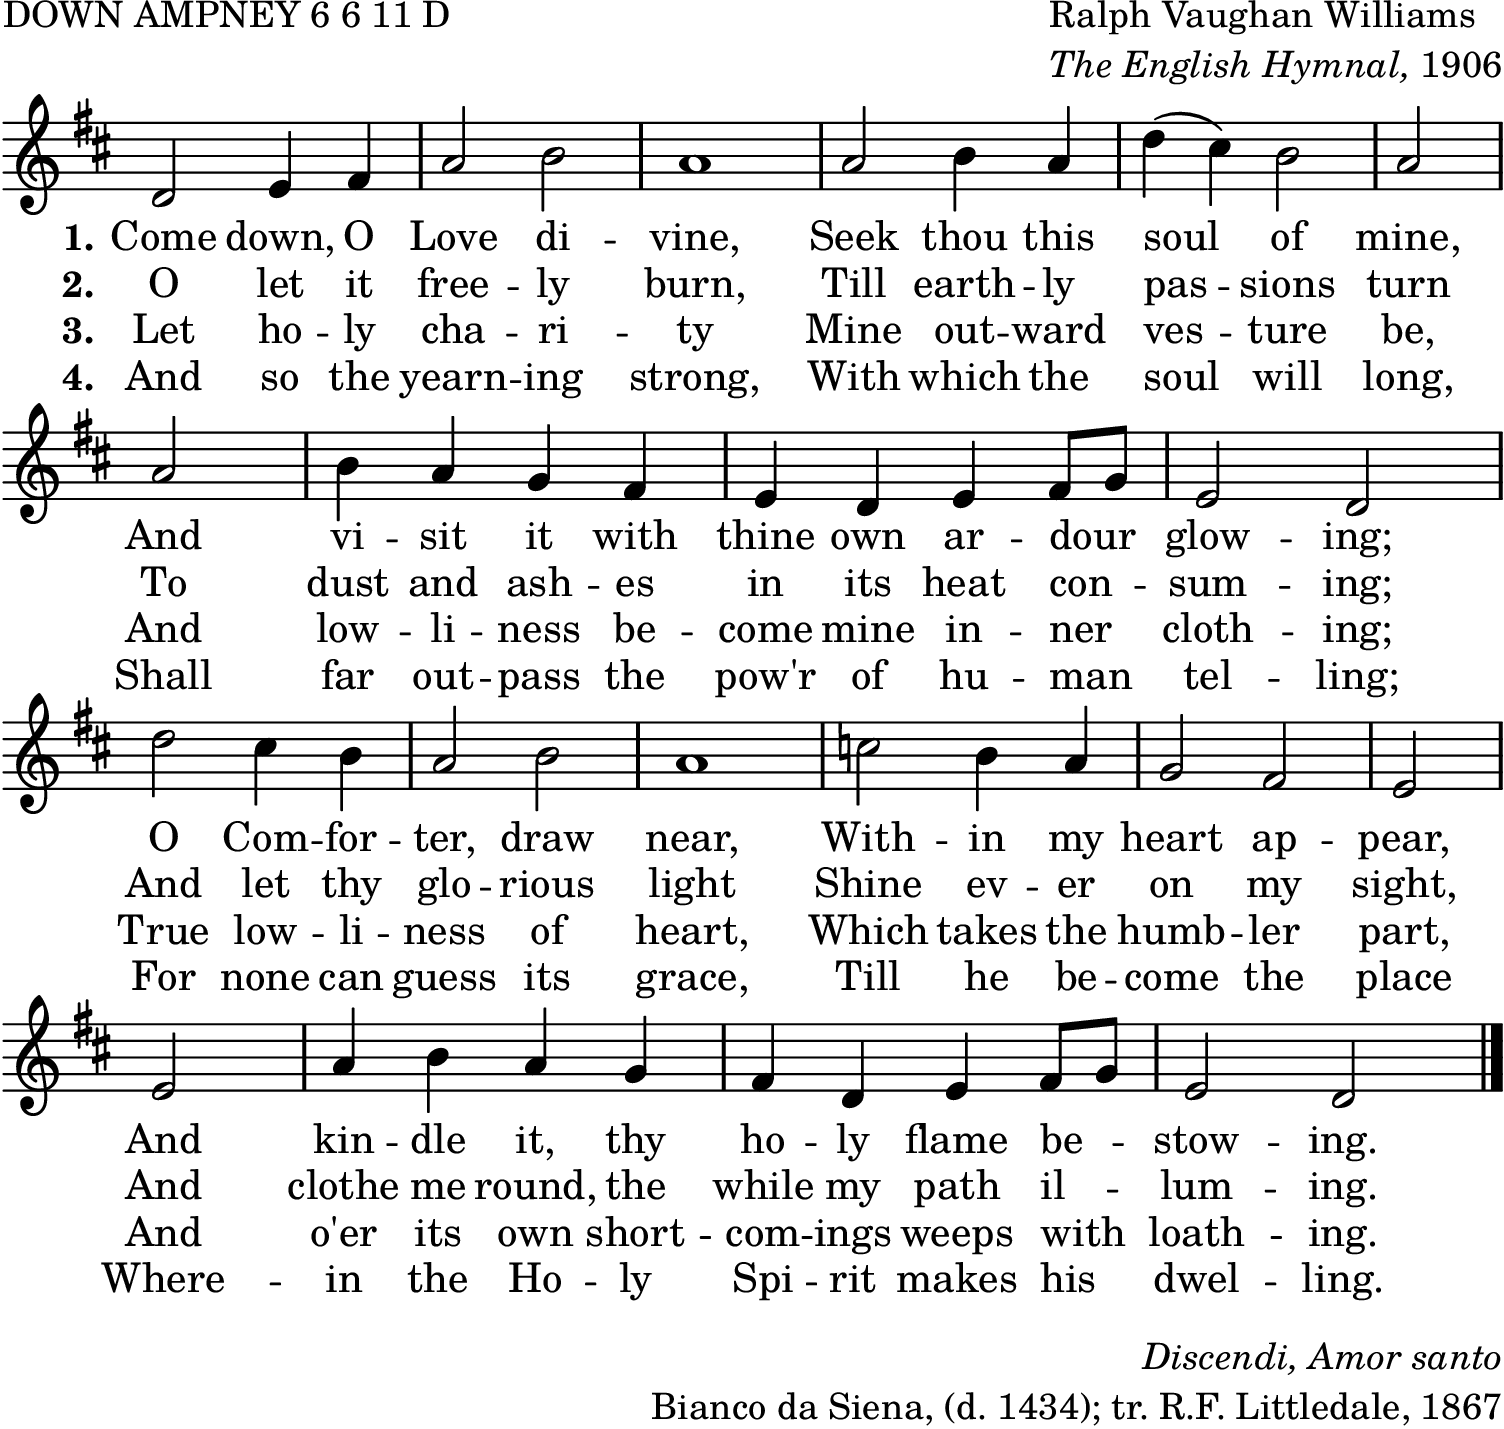 DOWN AMPNEY 6 6 11 D
Ralph Vaughan Williams
The English Hymnal, 1906
1. Come down, O Love di -- vine, Seek thou this soul of mine,
2. O let it free -- ly burn, Till earth -- ly pas -- sions turn
3. Let ho -- ly cha -- ri -- ty Mine out -- ward ves -- ture be,
4. And so the yearn -- ing strong, With which the soul will long,
And vi -- sit it with thine own ar -- dour glow -- ing;
To dust and ash -- es in its heat con -- sum -- ing;
And low -- li -- ness be -- come mine in -- ner cloth -- ing;
Shall far out -- pass the pow'r of hu -- man tel -- ling;
O Com -- for -- ter, draw near, With -- in my heart ap -- pear,
And let thy glo -- rious light Shine ev -- er on my sight,
True low -- li -- ness of heart, Which takes the humb -- ler part,
For none can guess its grace, Till he be -- come the place
And kin -- dle it, thy ho -- ly flame be -- stow -- ing.
And clothe me round, the while my path il -- lum -- ing.
And o'er its own short -- com -- ings weeps with loath -- ing.
Where -- in the Ho -- ly Spi -- rit makes his dwel -- ling.
Discendi, Amor santo
Bianco da Siena, (d. 1434); tr. R.F. Littledale, 1867